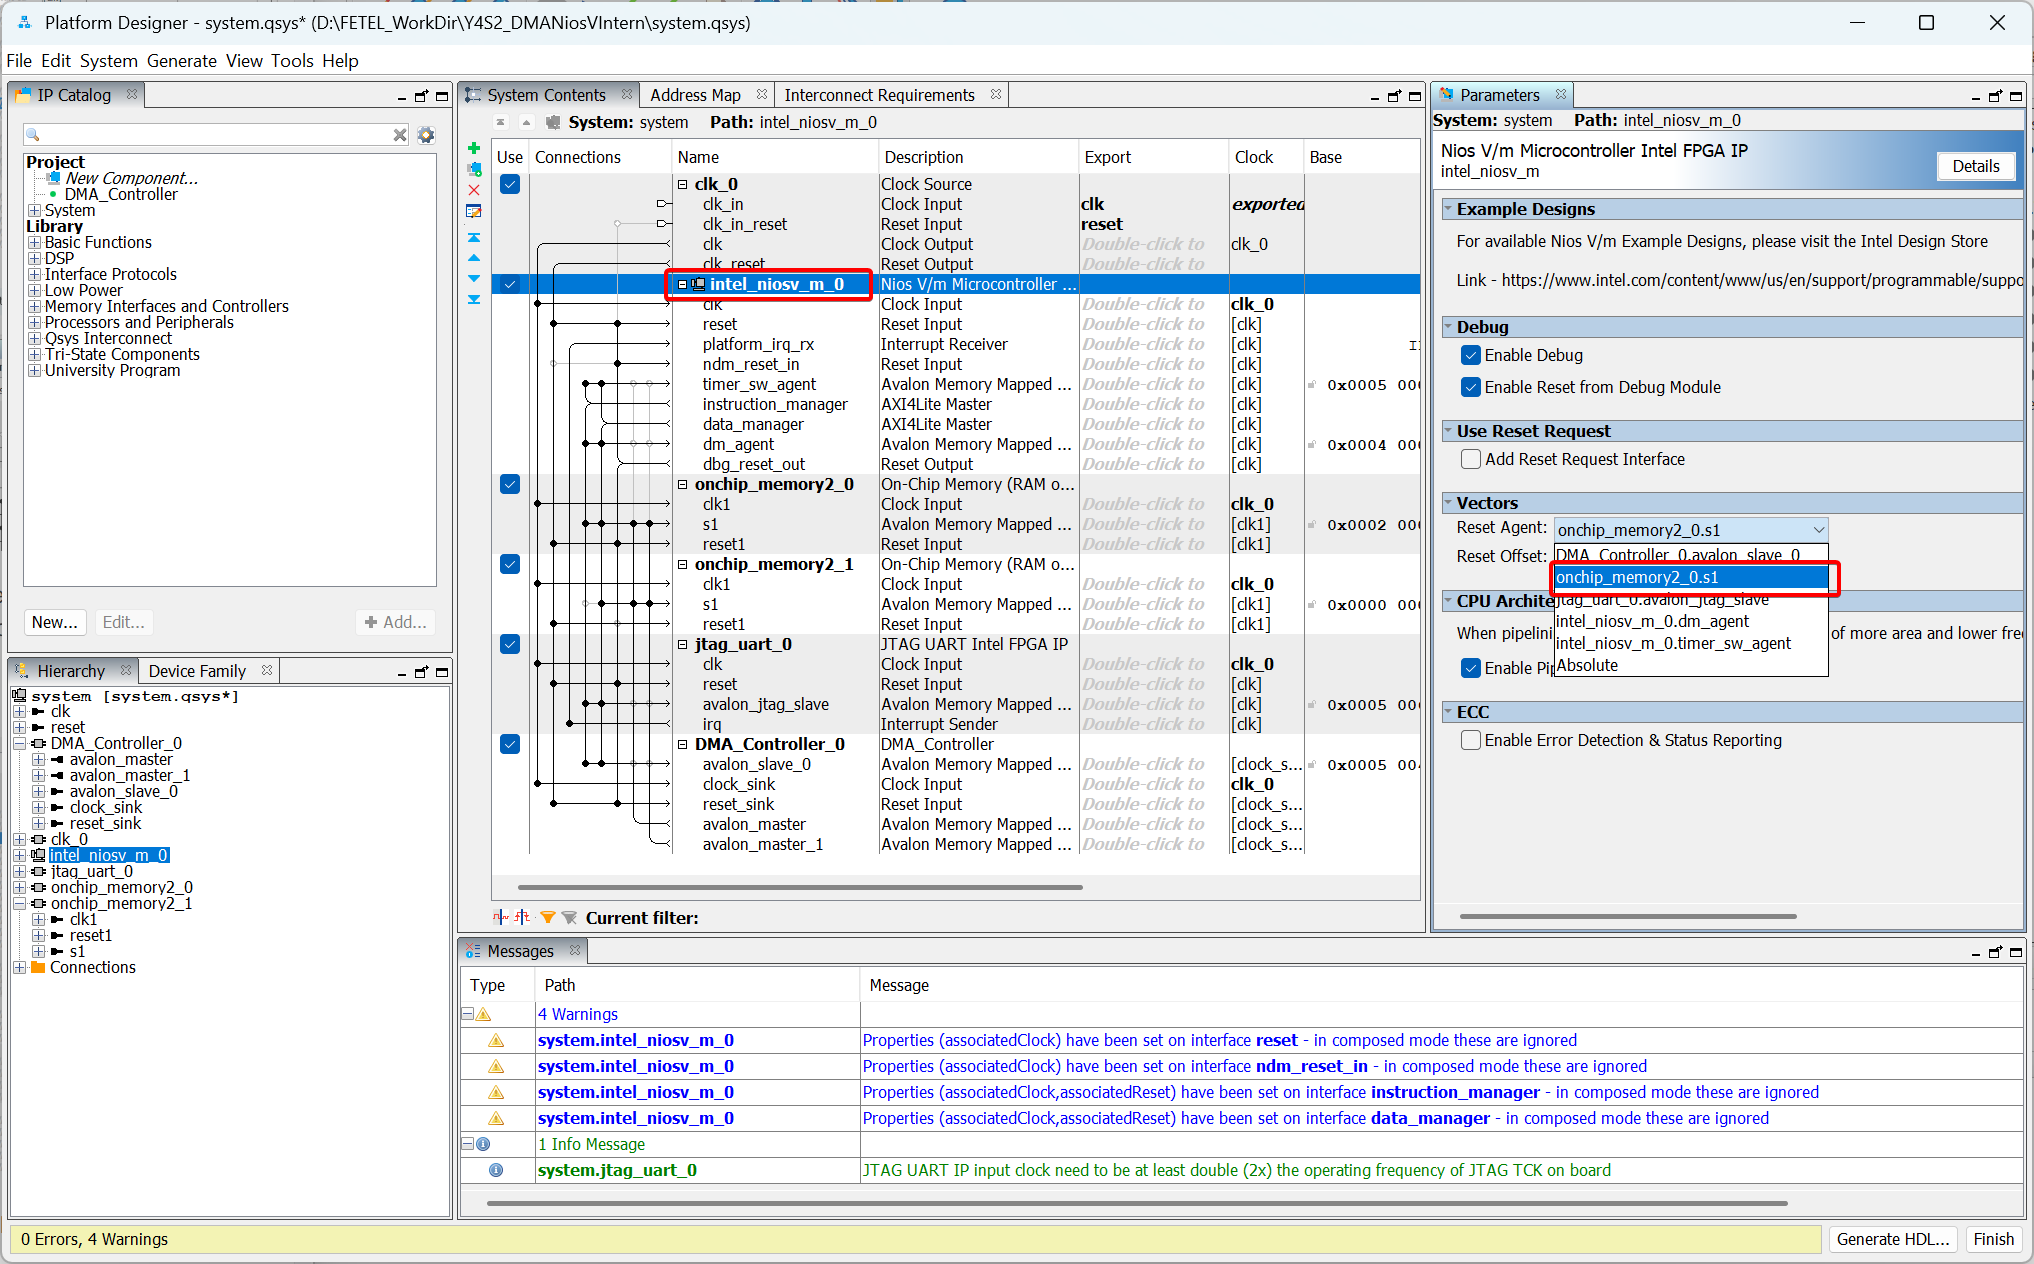 Platform Designer - system.qsys* (D:\FETEL_WorkDir\Y4S2_DMANiosVIntern\system.qsys)
File Edit System Generate View Tools Help
IP Catalog
Project
New Component...
DMA_Controller
System
Library
Basic Functions
DSP
Interface Protocols
Low Power
Memory Interfaces and Controllers
Processors and Peripherals
Qsys Interconnect
Tri-State Components
University Program
New... Edit... Add...
Hierarchy Device Family
system [system.qsys*]
clk
reset
DMA_Controller_0
avalon_master
avalon_master_1
avalon_slave_0
clock_sink
reset_sink
clk_0
intel_niosv_m_0
jtag_uart_0
onchip_memory2_0
onchip_memory2_1
clk1
reset1
s1
Connections
System Contents Address Map Interconnect Requirements
System: system Path: intel_niosv_m_0
Use Connections Name Description Export Clock Base
clk_0 Clock Source
clk_in Clock Input clk exported
clk_in_reset Reset Input reset
clk Clock Output Double-click to clk_0
clk_reset Reset Output Double-click to
intel_niosv_m_0 Nios V/m Microcontroller ...
clk Clock Input Double-click to clk_0
reset Reset Input Double-click to [clk]
platform_irq_rx Interrupt Receiver Double-click to [clk]
ndm_reset_in Reset Input Double-click to [clk]
timer_sw_agent Avalon Memory Mapped ... Double-click to [clk] 0x0005 00
instruction_manager AXI4Lite Master Double-click to [clk]
data_manager AXI4Lite Master Double-click to [clk]
dm_agent Avalon Memory Mapped ... Double-click to [clk] 0x0004 00
dbg_reset_out Reset Output Double-click to [clk]
onchip_memory2_0 On-Chip Memory (RAM o...
clk1 Clock Input Double-click to clk_0
s1 Avalon Memory Mapped ... Double-click to [clk1] 0x0002 00
reset1 Reset Input Double-click to [clk1]
onchip_memory2_1 On-Chip Memory (RAM o...
clk1 Clock Input Double-click to clk_0
s1 Avalon Memory Mapped ... Double-click to [clk1] 0x0000 00
reset1 Reset Input Double-click to [clk1]
jtag_uart_0 JTAG UART Intel FPGA IP
clk Clock Input Double-click to clk_0
reset Reset Input Double-click to [clk]
avalon_jtag_slave Avalon Memory Mapped ... Double-click to [clk] 0x0005 00
irq Interrupt Sender Double-click to [clk]
DMA_Controller_0 DMA_Controller
avalon_slave_0 Avalon Memory Mapped ... Double-click to [clock_s... 0x0005 00
clock_sink Clock Input Double-click to clk_0
reset_sink Reset Input Double-click to [clock_s...
avalon_master Avalon Memory Mapped ... Double-click to [clock_s...
avalon_master_1 Avalon Memory Mapped ... Double-click to [clock_s...
Current filter:
Parameters
System: system Path: intel_niosv_m_0
Nios V/m Microcontroller Intel FPGA IP
intel_niosv_m
Details
Example Designs
For available Nios V/m Example Designs, please visit the Intel Design Store
Link - https://www.intel.com/content/www/us/en/support/programmable/suppo
Debug
Enable Debug
Enable Reset from Debug Module
Use Reset Request
Add Reset Request Interface
Vectors
Reset Agent: onchip_memory2_0.s1
Reset Offset: DMA_Controller_0.avalon_slave_0
onchip_memory2_0.s1
CPU Archite jtag_uart_0.avalon_jtag_slave
intel_niosv_m_0.dm_agent
When pipelini of more area and lower fre
intel_niosv_m_0.timer_sw_agent
Enable Pip Absolute
ECC
Enable Error Detection & Status Reporting
Messages
Type Path Message
4 Warnings
system.intel_niosv_m_0 Properties (associatedClock) have been set on interface reset - in composed mode these are ignored
system.intel_niosv_m_0 Properties (associatedClock) have been set on interface ndm_reset_in - in composed mode these are ignored
system.intel_niosv_m_0 Properties (associatedClock,associatedReset) have been set on interface instruction_manager - in composed mode these are ignored
system.intel_niosv_m_0 Properties (associatedClock,associatedReset) have been set on interface data_manager - in composed mode these are ignored
1 Info Message
system.jtag_uart_0 JTAG UART IP input clock need to be at least double (2x) the operating frequency of JTAG TCK on board
0 Errors, 4 Warnings
Generate HDL... Finish